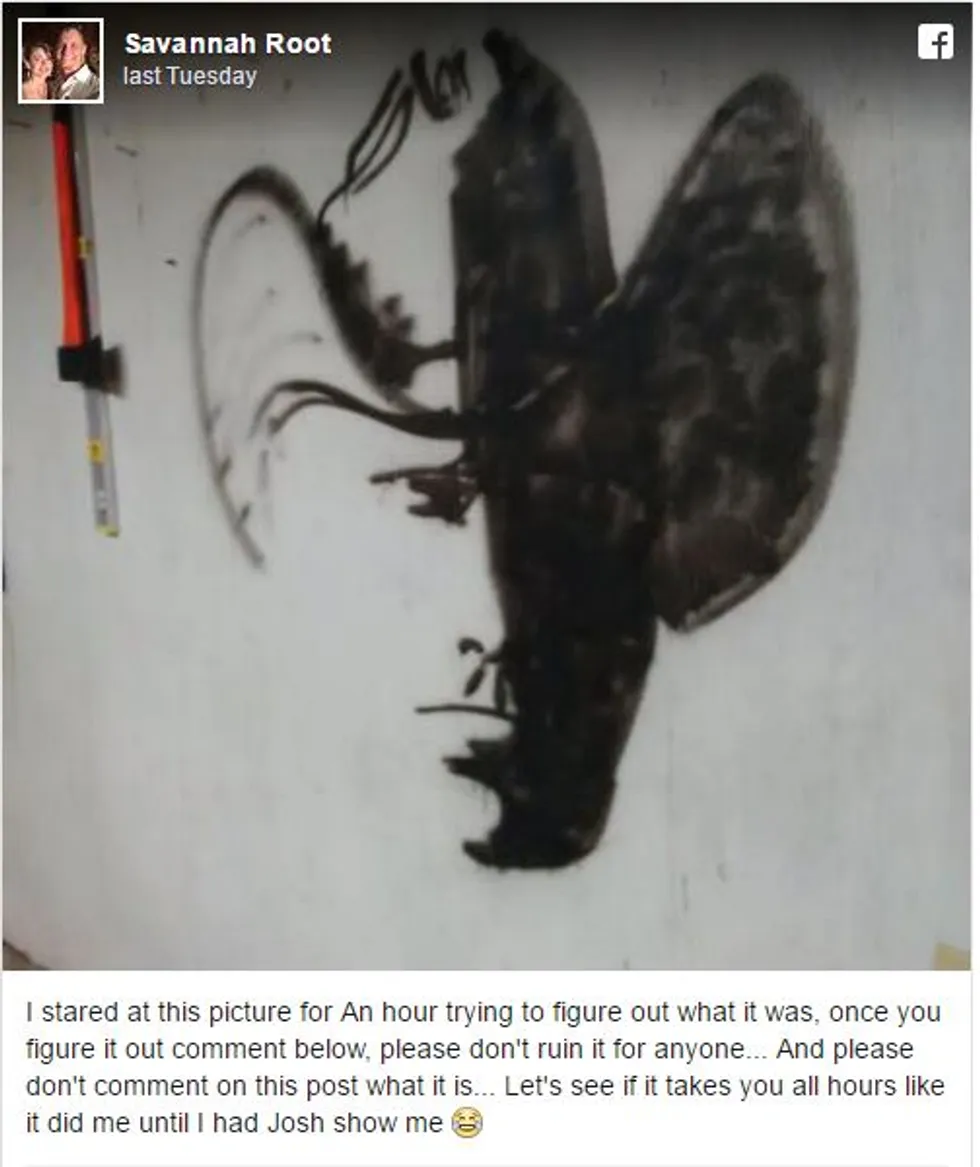 Savannah Root
last Tuesday
I stared at this picture for An hour trying to figure out what it was, once you
figure it out comment below, please don't ruin it for anyone... And please
don't comment on this post what it is... Let's see if it takes you all hours like
it did me until I had Josh show me 😂